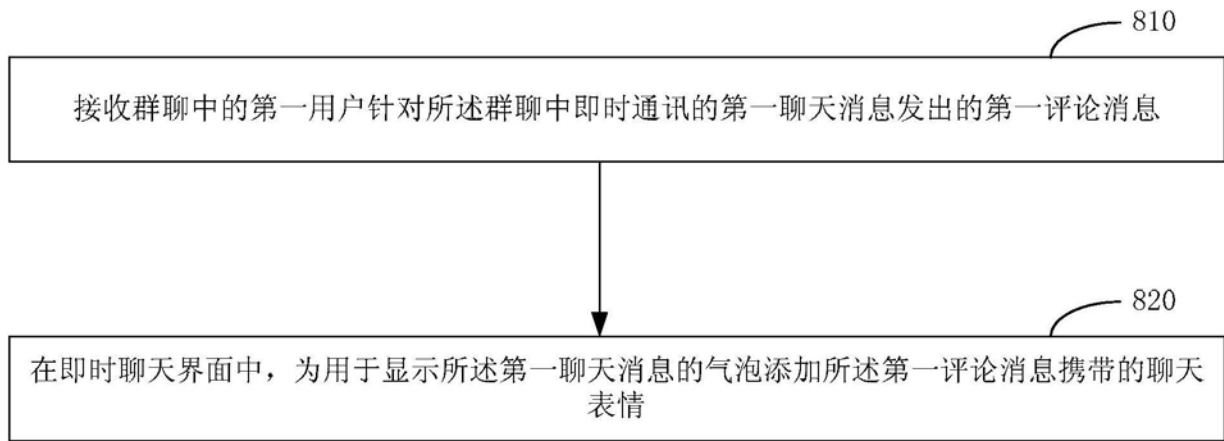 810
接收群聊中的第一用户针对所述群聊中即时通讯的第一聊天消息发出的第一评论消息
820
在即时聊天界面中，为用于显示所述第一聊天消息的气泡添加所述第一评论消息携带的聊天
表情